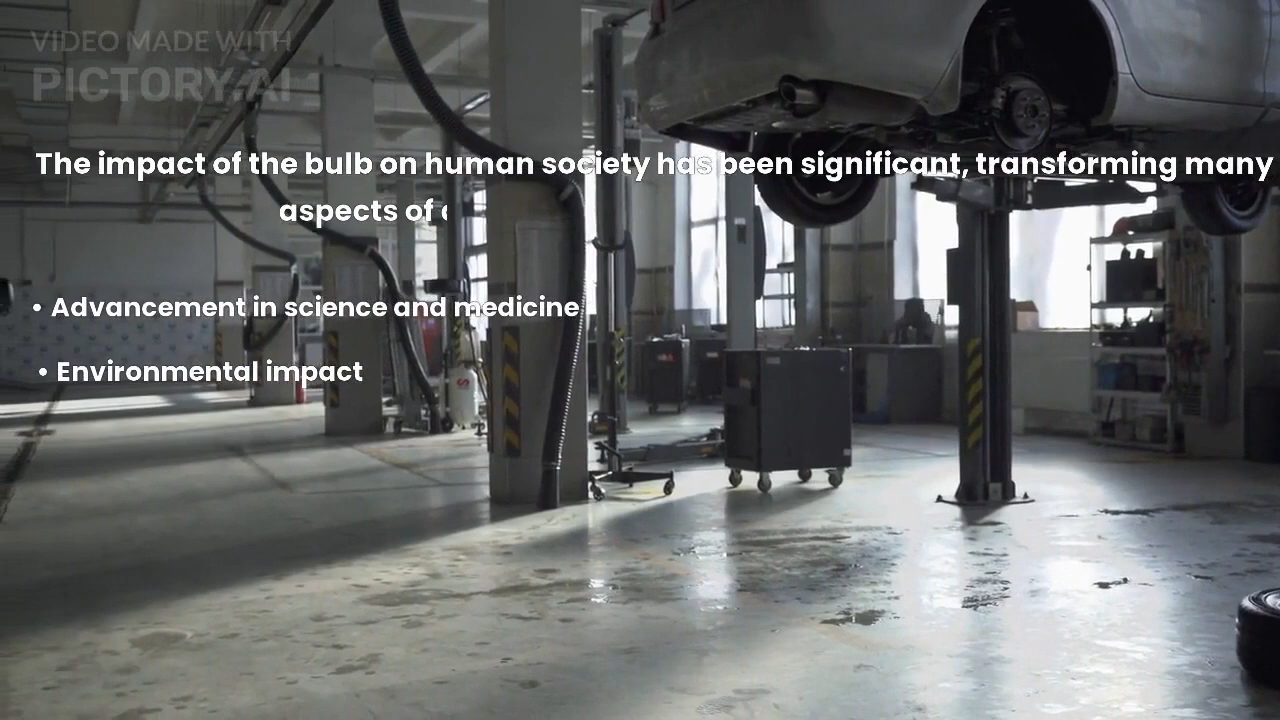 VIDEO MADE WITH
PICTORY.AI
The impact of the bulb on human society has been significant, transforming many
aspects of
• Advancement in science and medicine
• Environmental impact